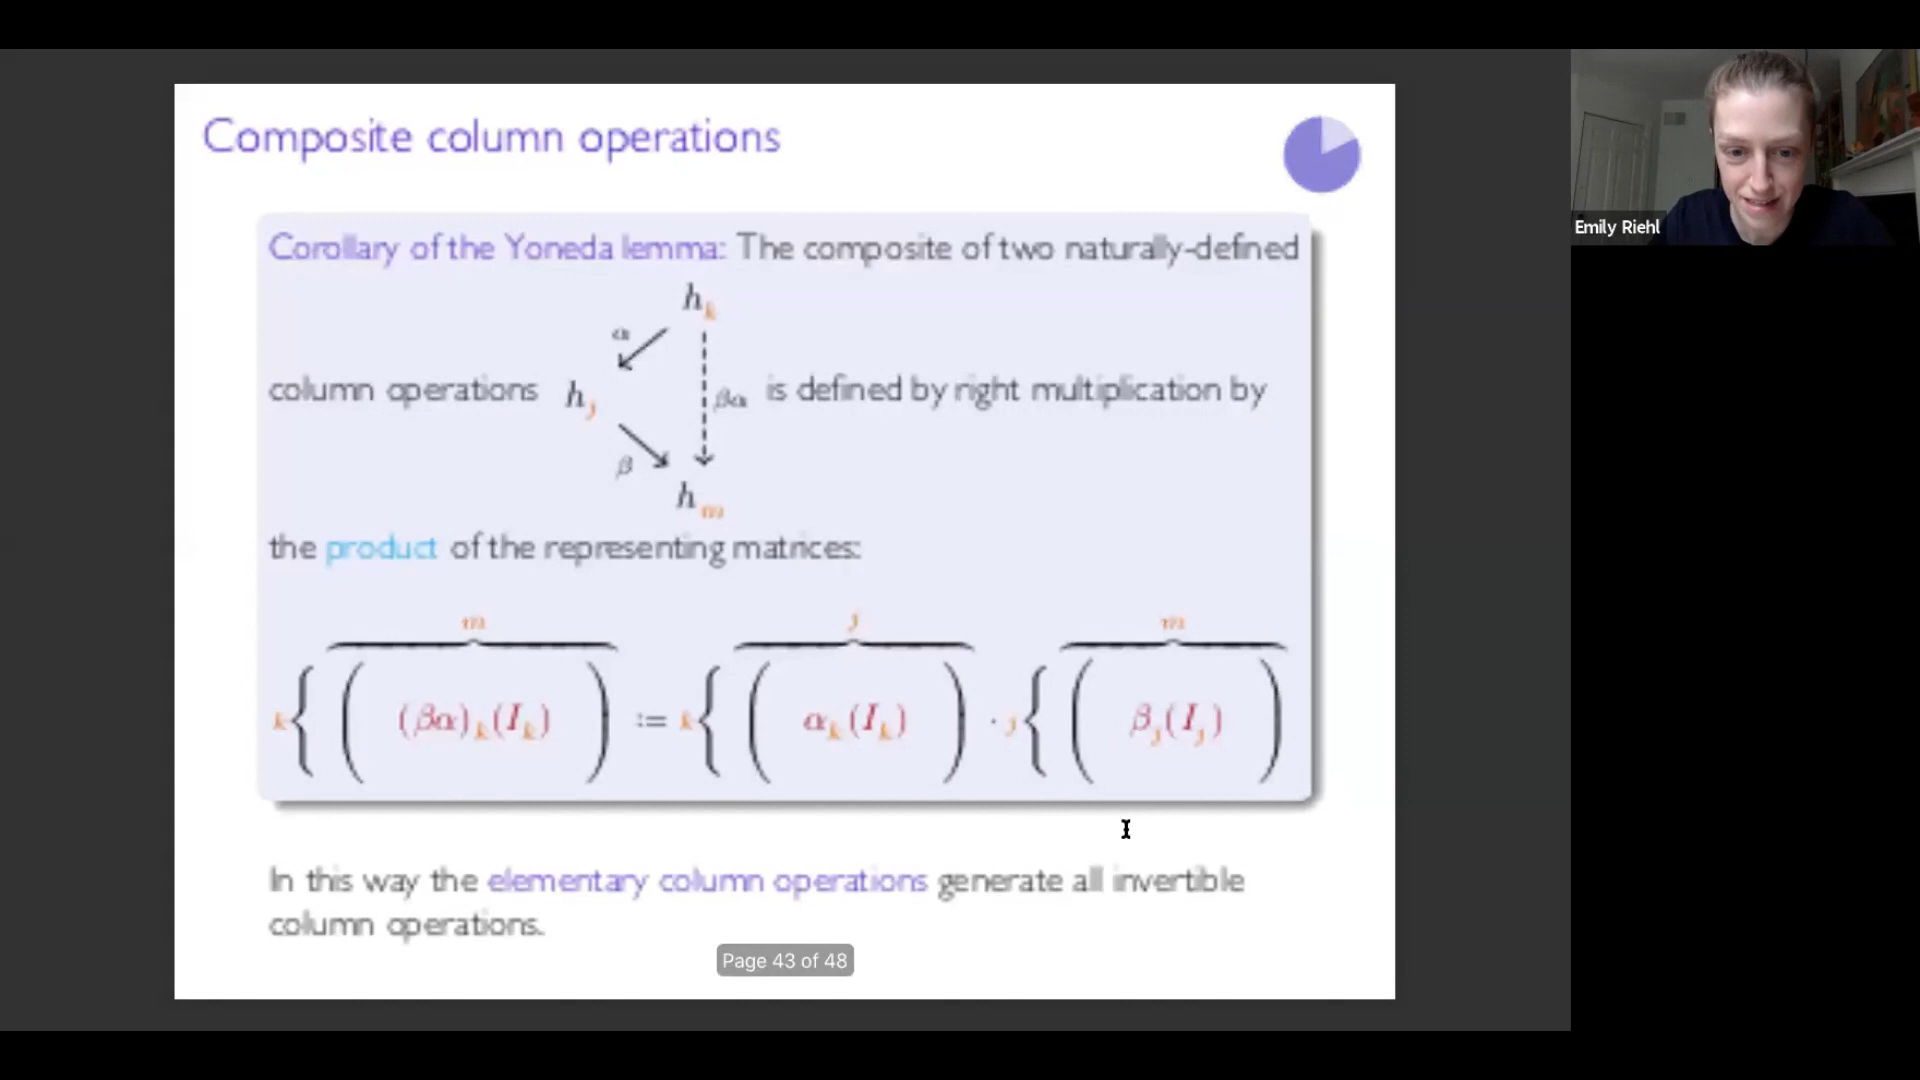 Composite column operations
Emily Riehl
Corollary of the Yoneda lemma: The composite of two naturally-defined
h_k
α
column operations h_j βα is defined by right multiplication by
β
h_m
the product of the representing matrices:
m j m
k{ ( (βα)_k(I_k) ) := k{ ( α_k(I_k) ) · j{ ( β_j(I_j) )
In this way the elementary column operations generate all invertible
column operations.
Page 43 of 48